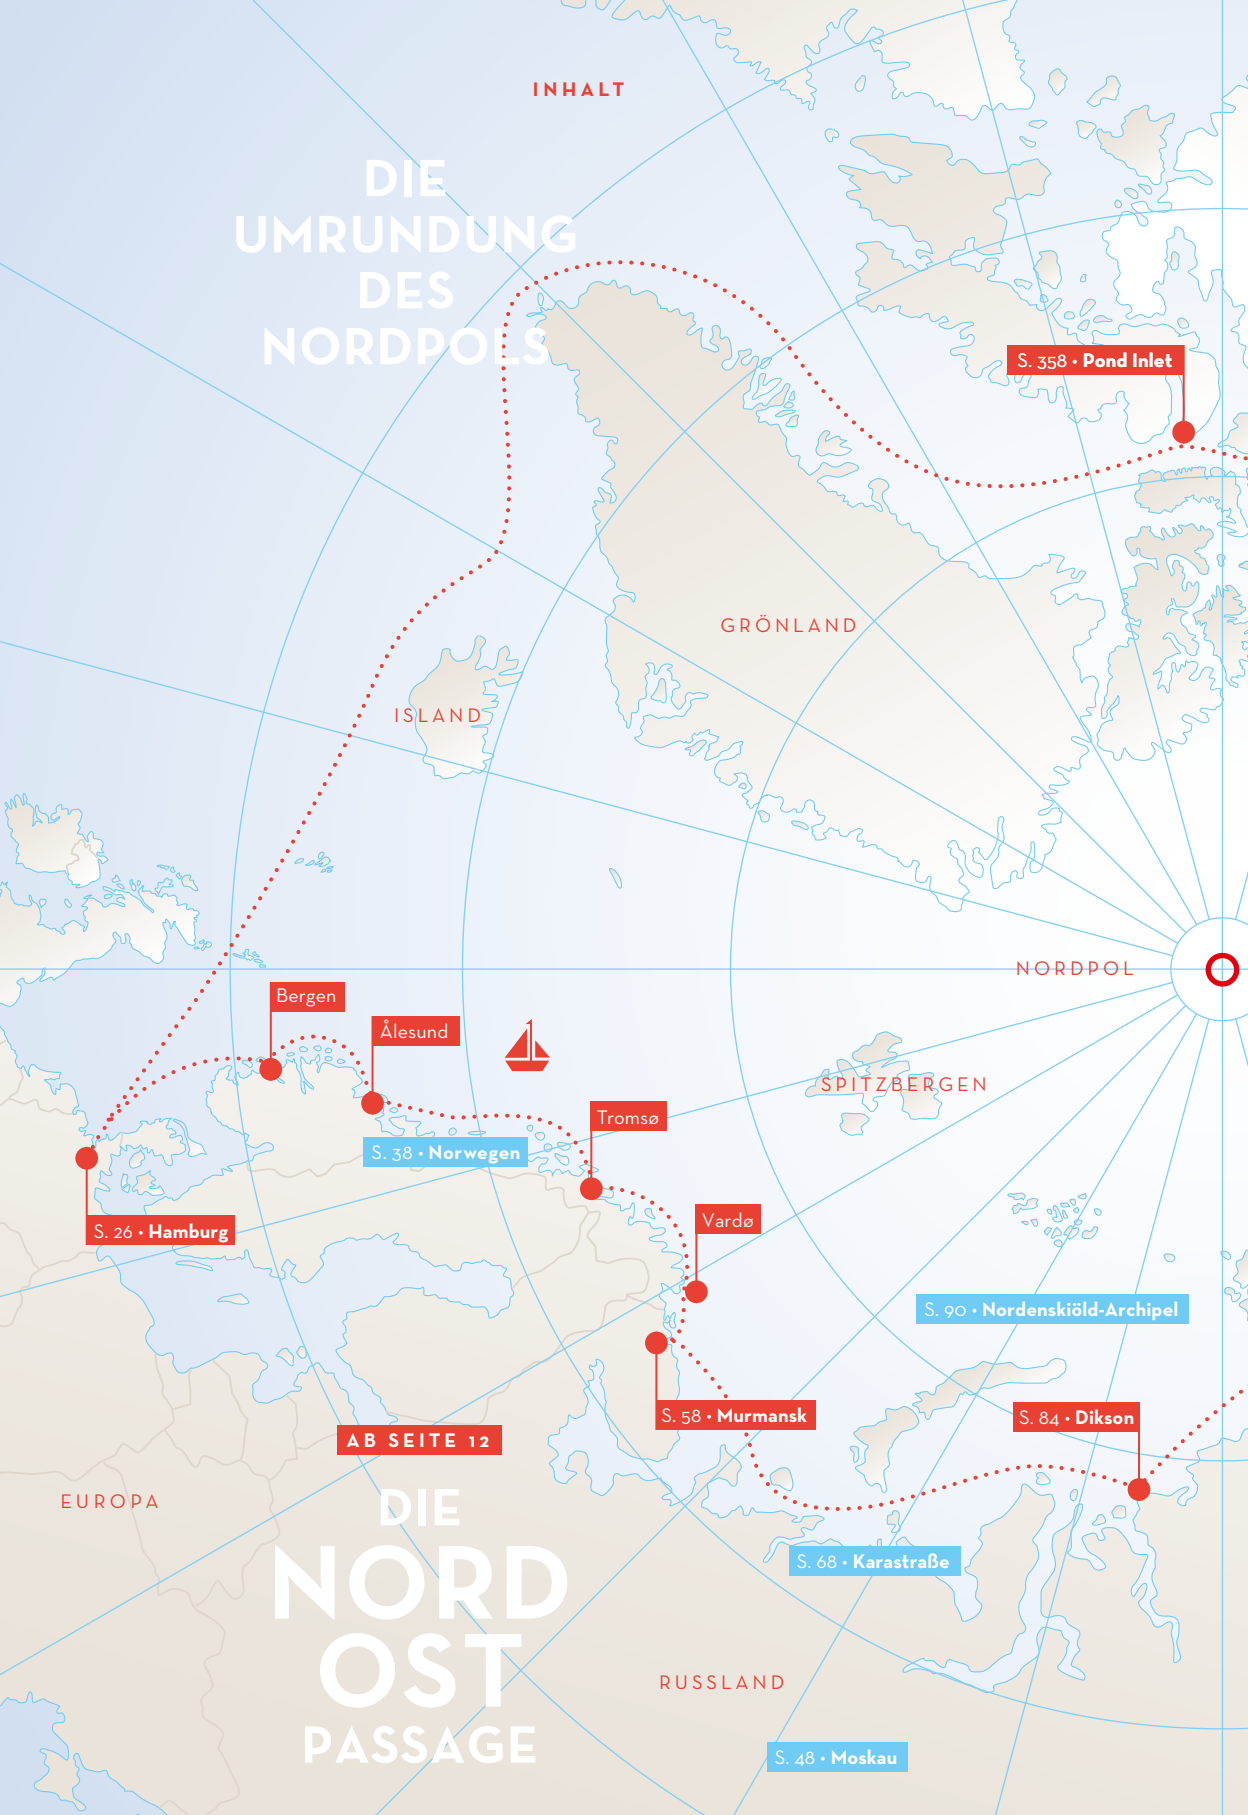 INHALT
DIE
UMRUNDUNG
DES
NORDPOLS
S. 358 • Pond Inlet
GRÖNLAND
ISLAND
NORDPOL
Bergen
Ålesund
SPITZBERGEN
Tromsø
S. 38 • Norwegen
Vardø
S. 26 • Hamburg
S. 90 • Nordenskiöld-Archipel
S. 58 • Murmansk
S. 84 • Dikson
AB SEITE 12
EUROPA
DIE
NORD
OST
PASSAGE
S. 68 • Karastraße
RUSSLAND
S. 48 • Moskau